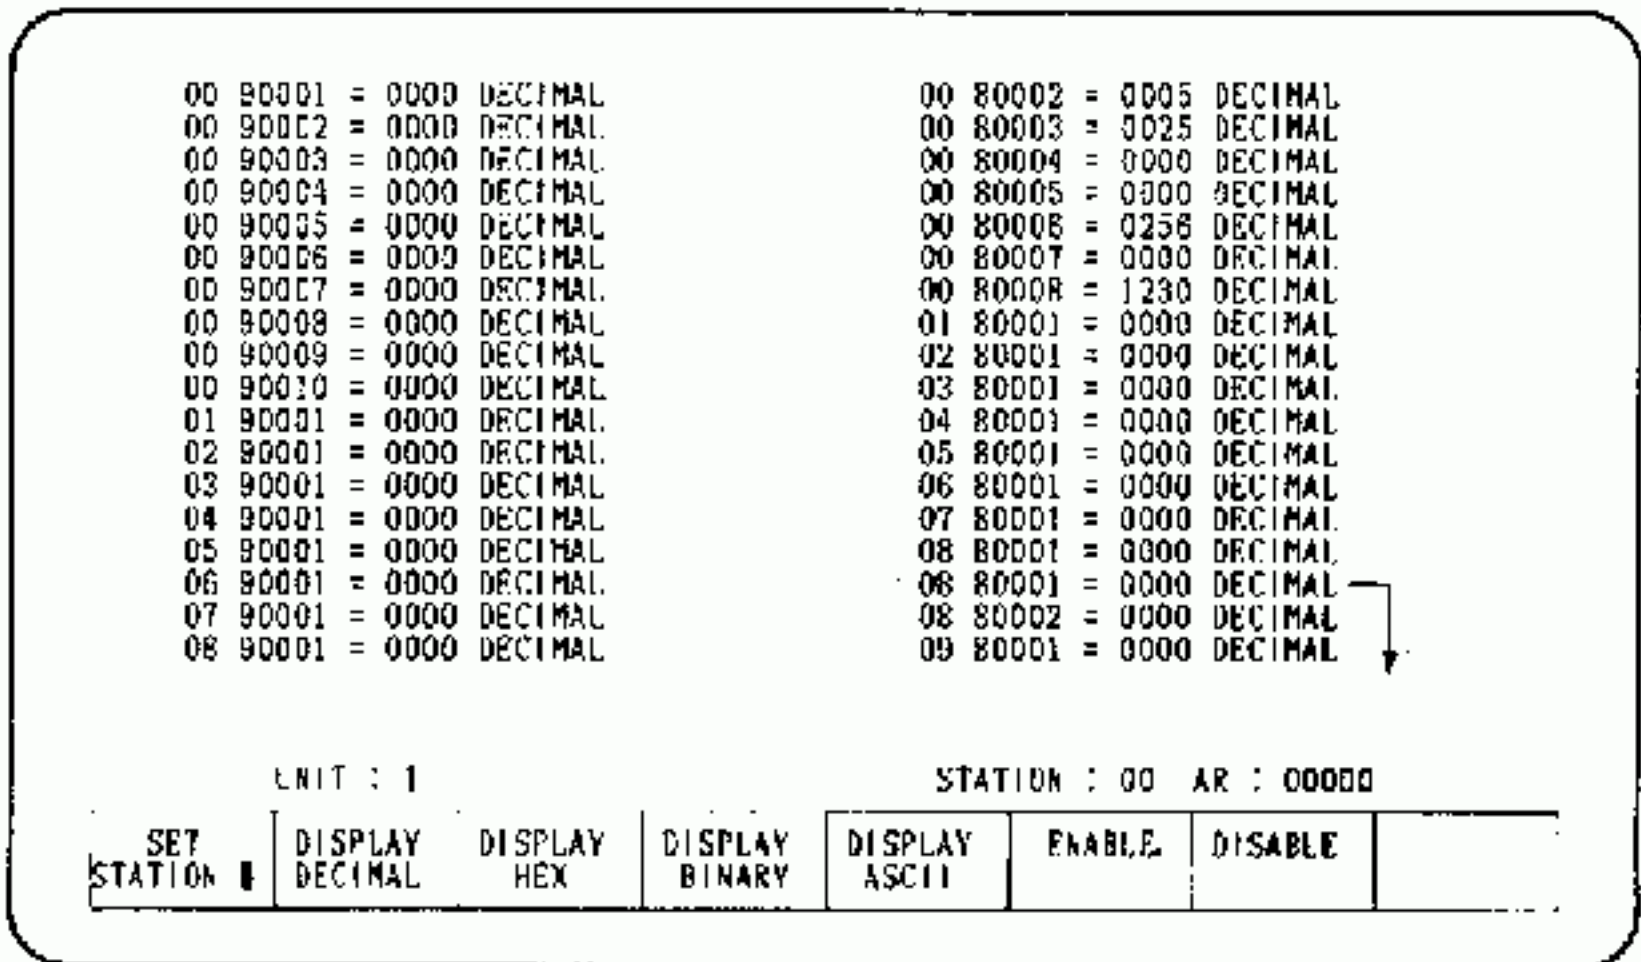 00 90001 = 0000 DECIMAL
00 90002 = 0000 DECIMAL
00 90003 = 0000 DECIMAL
00 90004 = 0000 DECIMAL
00 90005 = 0000 DECIMAL
00 90006 = 0000 DECIMAL
00 90007 = 0000 DECIMAL
00 90008 = 0000 DECIMAL
00 90009 = 0000 DECIMAL
00 90010 = 0000 DECIMAL
01 90001 = 0000 DECIMAL
02 90001 = 0000 DECIMAL
03 90001 = 0000 DECIMAL
04 90001 = 0000 DECIMAL
05 90001 = 0000 DECIMAL
06 90001 = 0000 DECIMAL
07 90001 = 0000 DECIMAL
08 90001 = 0000 DECIMAL
00 80002 = 0005 DECIMAL
00 80003 = 0025 DECIMAL
00 80004 = 0000 DECIMAL
00 80005 = 0000 DECIMAL
00 80006 = 0256 DECIMAL
00 80007 = 0000 DECIMAL
00 80008 = 1230 DECIMAL
01 80001 = 0000 DECIMAL
02 80001 = 0000 DECIMAL
03 80001 = 0000 DECIMAL
04 80001 = 0000 DECIMAL
05 80001 = 0000 DECIMAL
06 80001 = 0000 DECIMAL
07 80001 = 0000 DECIMAL
08 80001 = 0000 DECIMAL
08 80001 = 0000 DECIMAL
08 80002 = 0000 DECIMAL
09 80001 = 0000 DECIMAL
UNIT : 1
STATION : 00 AR : 00000
SET STATION #
DISPLAY DECIMAL
DISPLAY HEX
DISPLAY BINARY
DISPLAY ASCII
ENABLE
DISABLE